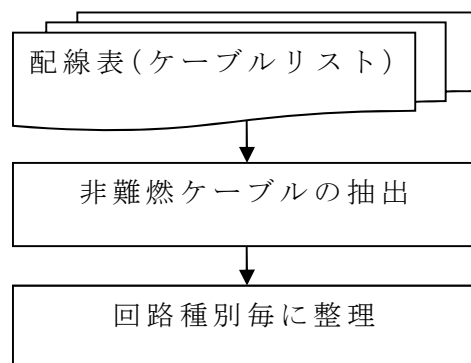 配線表(ケーブルリスト)
非難燃ケーブルの抽出
回路種別毎に整理